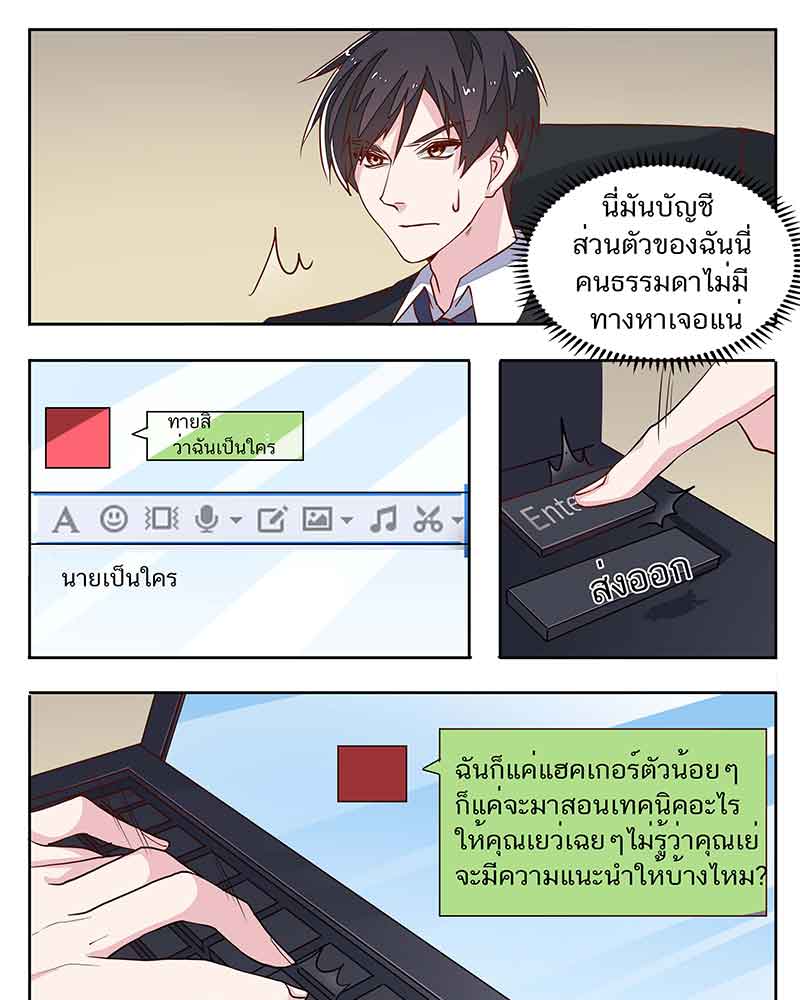 นี่มันบัญชี
ส่วนตัวของฉันนี่
คนธรรมดาไม่มี
ทางหาเจอแน่
ทายสิ
ว่าฉันเป็นใคร
นายเป็นใคร
Ente
ส่งออก
ฉันก็แค่แฮคเกอร์ตัวน้อยๆ
ก็แค่จะมาสอนเทคนิคอะไร
ให้คุณเยว่เฉยๆไม่รู้ว่าคุณเย่
จะมีความแนะนำให้บ้างไหม?